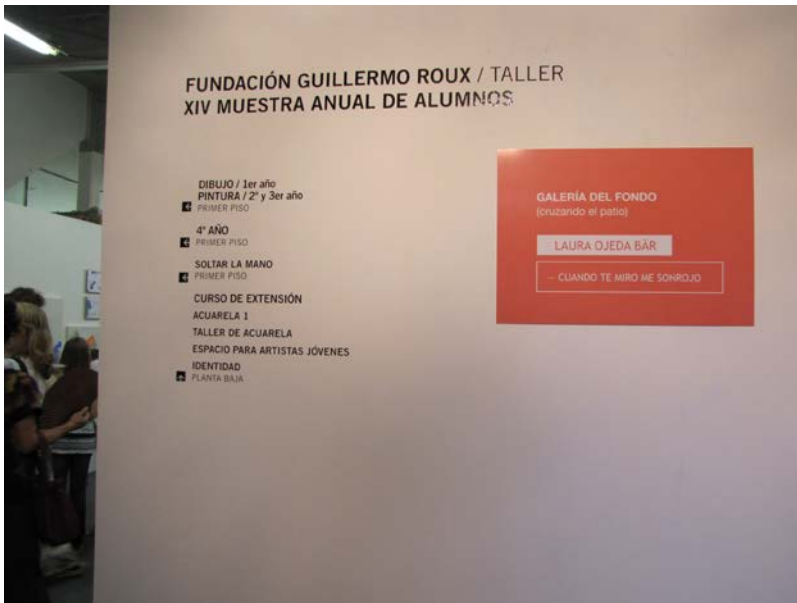 FUNDACIÓN GUILLERMO ROUX / TALLER
XIV MUESTRA ANUAL DE ALUMNOS
DIBUJO / 1er año
PINTURA / 2° y 3er año
PRIMER PISO
4° AÑO
PRIMER PISO
SOLTAR LA MANO
PRIMER PISO
CURSO DE EXTENSIÓN
ACUARELA 1
TALLER DE ACUARELA
ESPACIO PARA ARTISTAS JÓVENES
IDENTIDAD
PLANTA BAJA
GALERÍA DEL FONDO
(cruzando el patio)
LAURA OJEDA BÄR
– CUANDO TE MIRO ME SONROJO